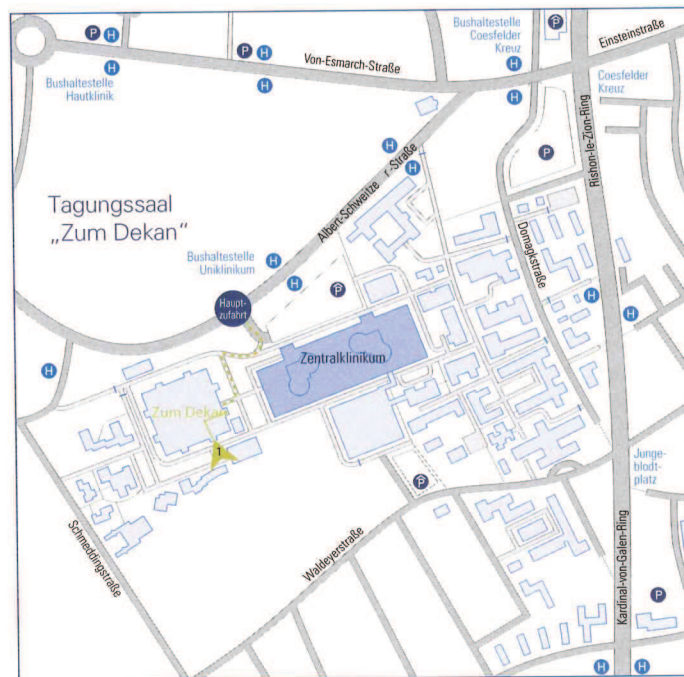 Bushaltestelle
Coesfelder
Kreuz
P
P
H
P
H
Einsteinstraße
Von-Esmarch-Straße
H
H
H
H
Bushaltestelle
Hautklinik
Coesfelder
Kreuz
Rishon-le-Zion-Ring
H
H
P
Albert-Schweitze r-Straße
Tagungssaal
„Zum Dekan“
Domagkstraße
Bushaltestelle
Uniklinikum
H
H
P
Haupt-
zufahrt
H
H
Zentralklinikum
H
Zum Dekan
1
Junge-
blodt-
platz
P
Schmeddingstraße
Waldeyerstraße
Kardinal-von-Galen-Ring
P
H
H